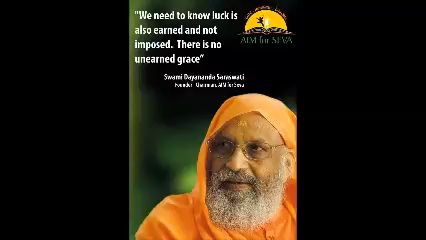 "We need to know luck is
also earned and not
imposed. There is no
unearned grace”
AIM for SEVA
Swami Dayananda Saraswati
Founder - Chairman, AIM for Seva